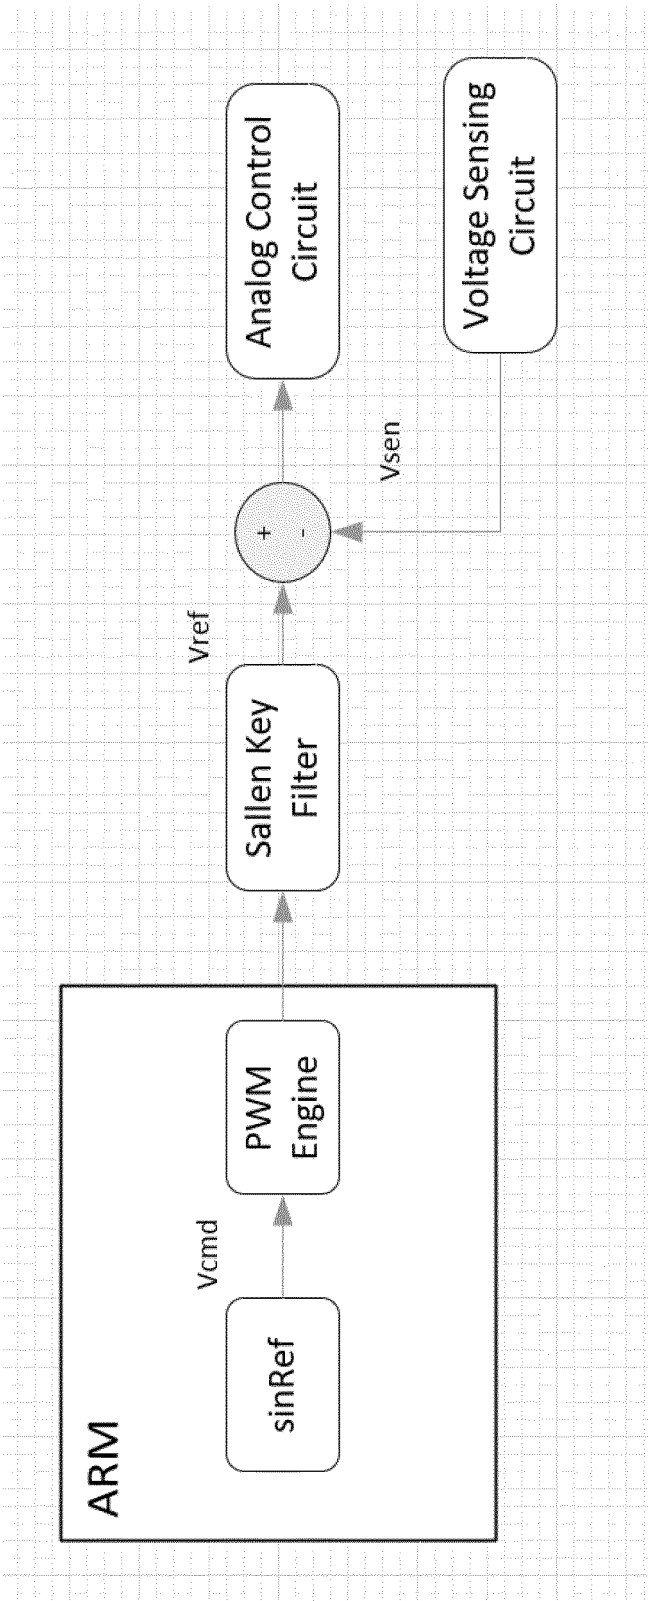 ARM
sinRef
Vcmd
PWM
Engine
Sallen Key
Filter
Vref
+
-
Vsen
Analog Control
Circuit
Voltage Sensing
Circuit